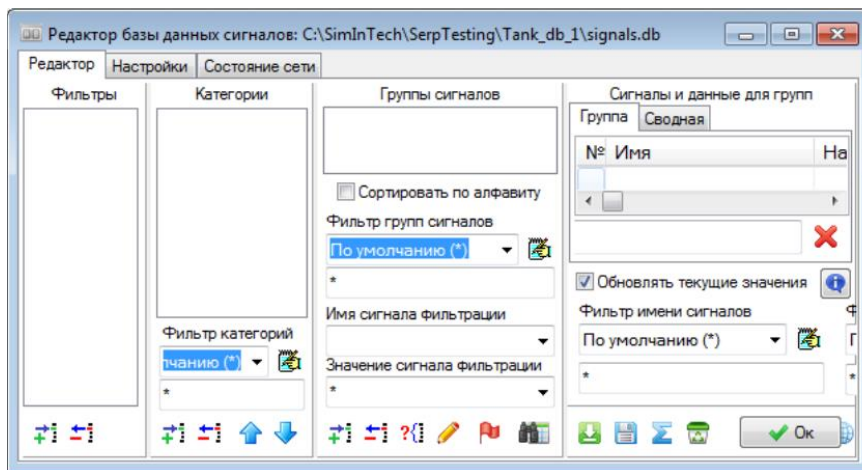 Редактор базы данных сигналов: C:\SimInTech\SerpTesting\Tank_db_1\signals.db
Редактор Настройки Состояние сети
Фильтры Категории Группы сигналов Сигналы и данные для групп
Группа Сводная
№ Имя На
Сортировать по алфавиту
Фильтр групп сигналов
По умолчанию (*)
*
Обновлять текущие значения
Имя сигнала фильтрации
Фильтр имени сигналов
Фильтр категорий
лчанию (*)
По умолчанию (*)
Значение сигнала фильтрации
*
*
*
Ок